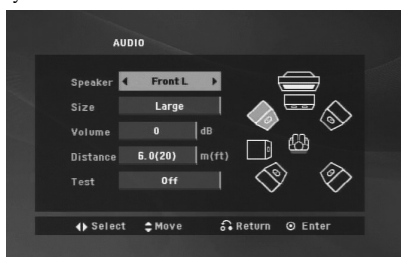 AUDIO
Speaker Front L
Size Large
Volume 0 dB
Distance 6.0(20) m(ft)
Test Off
Select Move Return Enter